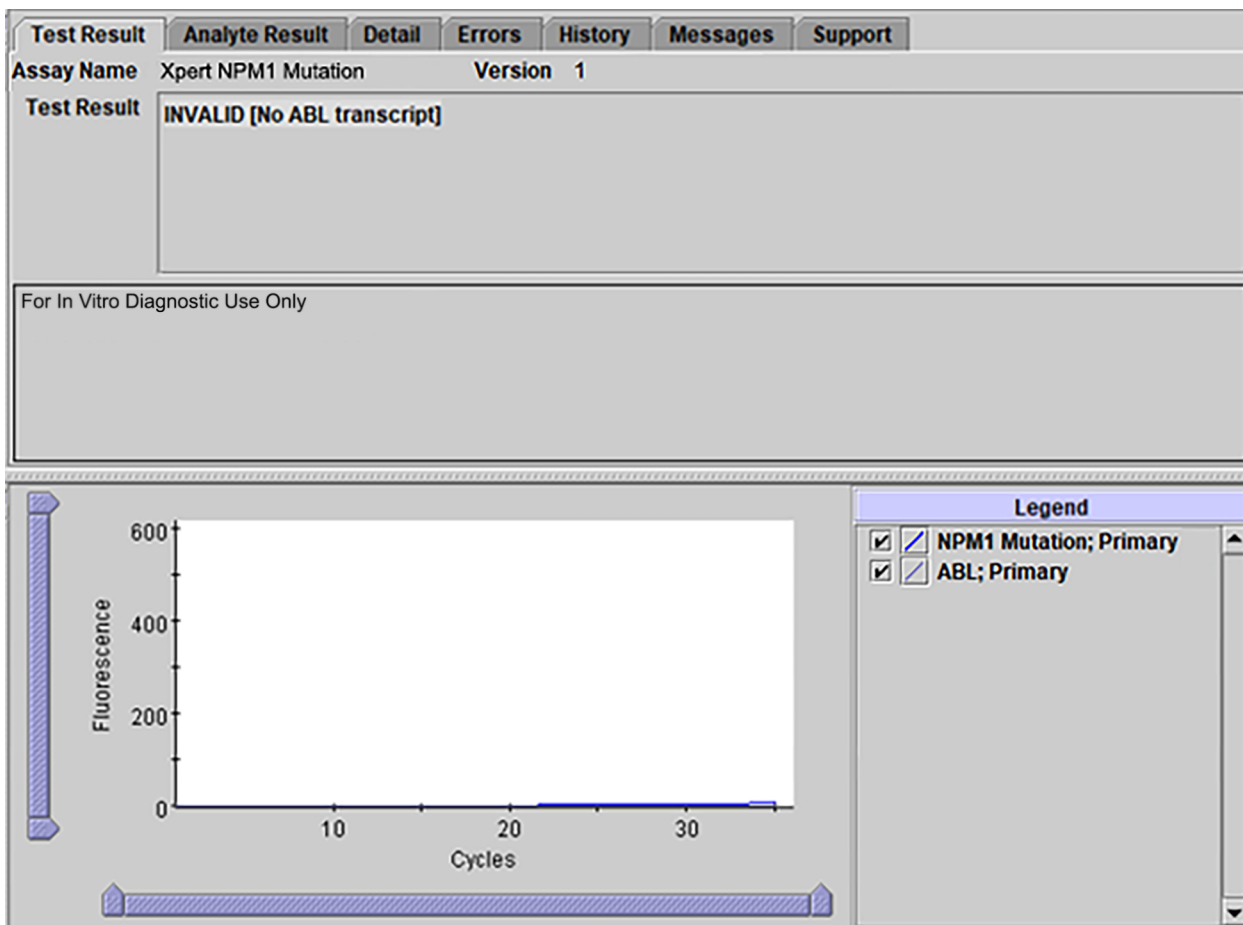 Test Result Analyte Result Detail Errors History Messages Support
Assay Name Xpert NPM1 Mutation Version 1
Test Result INVALID [No ABL transcript]
For In Vitro Diagnostic Use Only
Legend
NPM1 Mutation; Primary
ABL; Primary
600
400
200
0
Fluorescence
10 20 30
Cycles